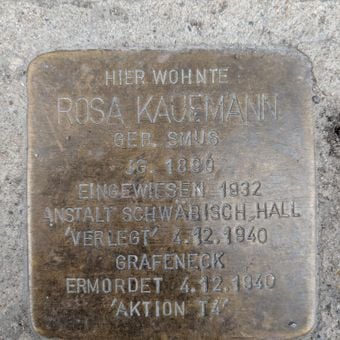 HIER WOHNTE
ROSA KAUFMANN
GEB. SMUS
JG. 1890
EINGEWIESEN 1932
ANSTALT SCHWÄBISCH HALL
'VERLEGT' 4.12.1940
GRAFENECK
ERMORDET 4.12.1940
'AKTION T4'